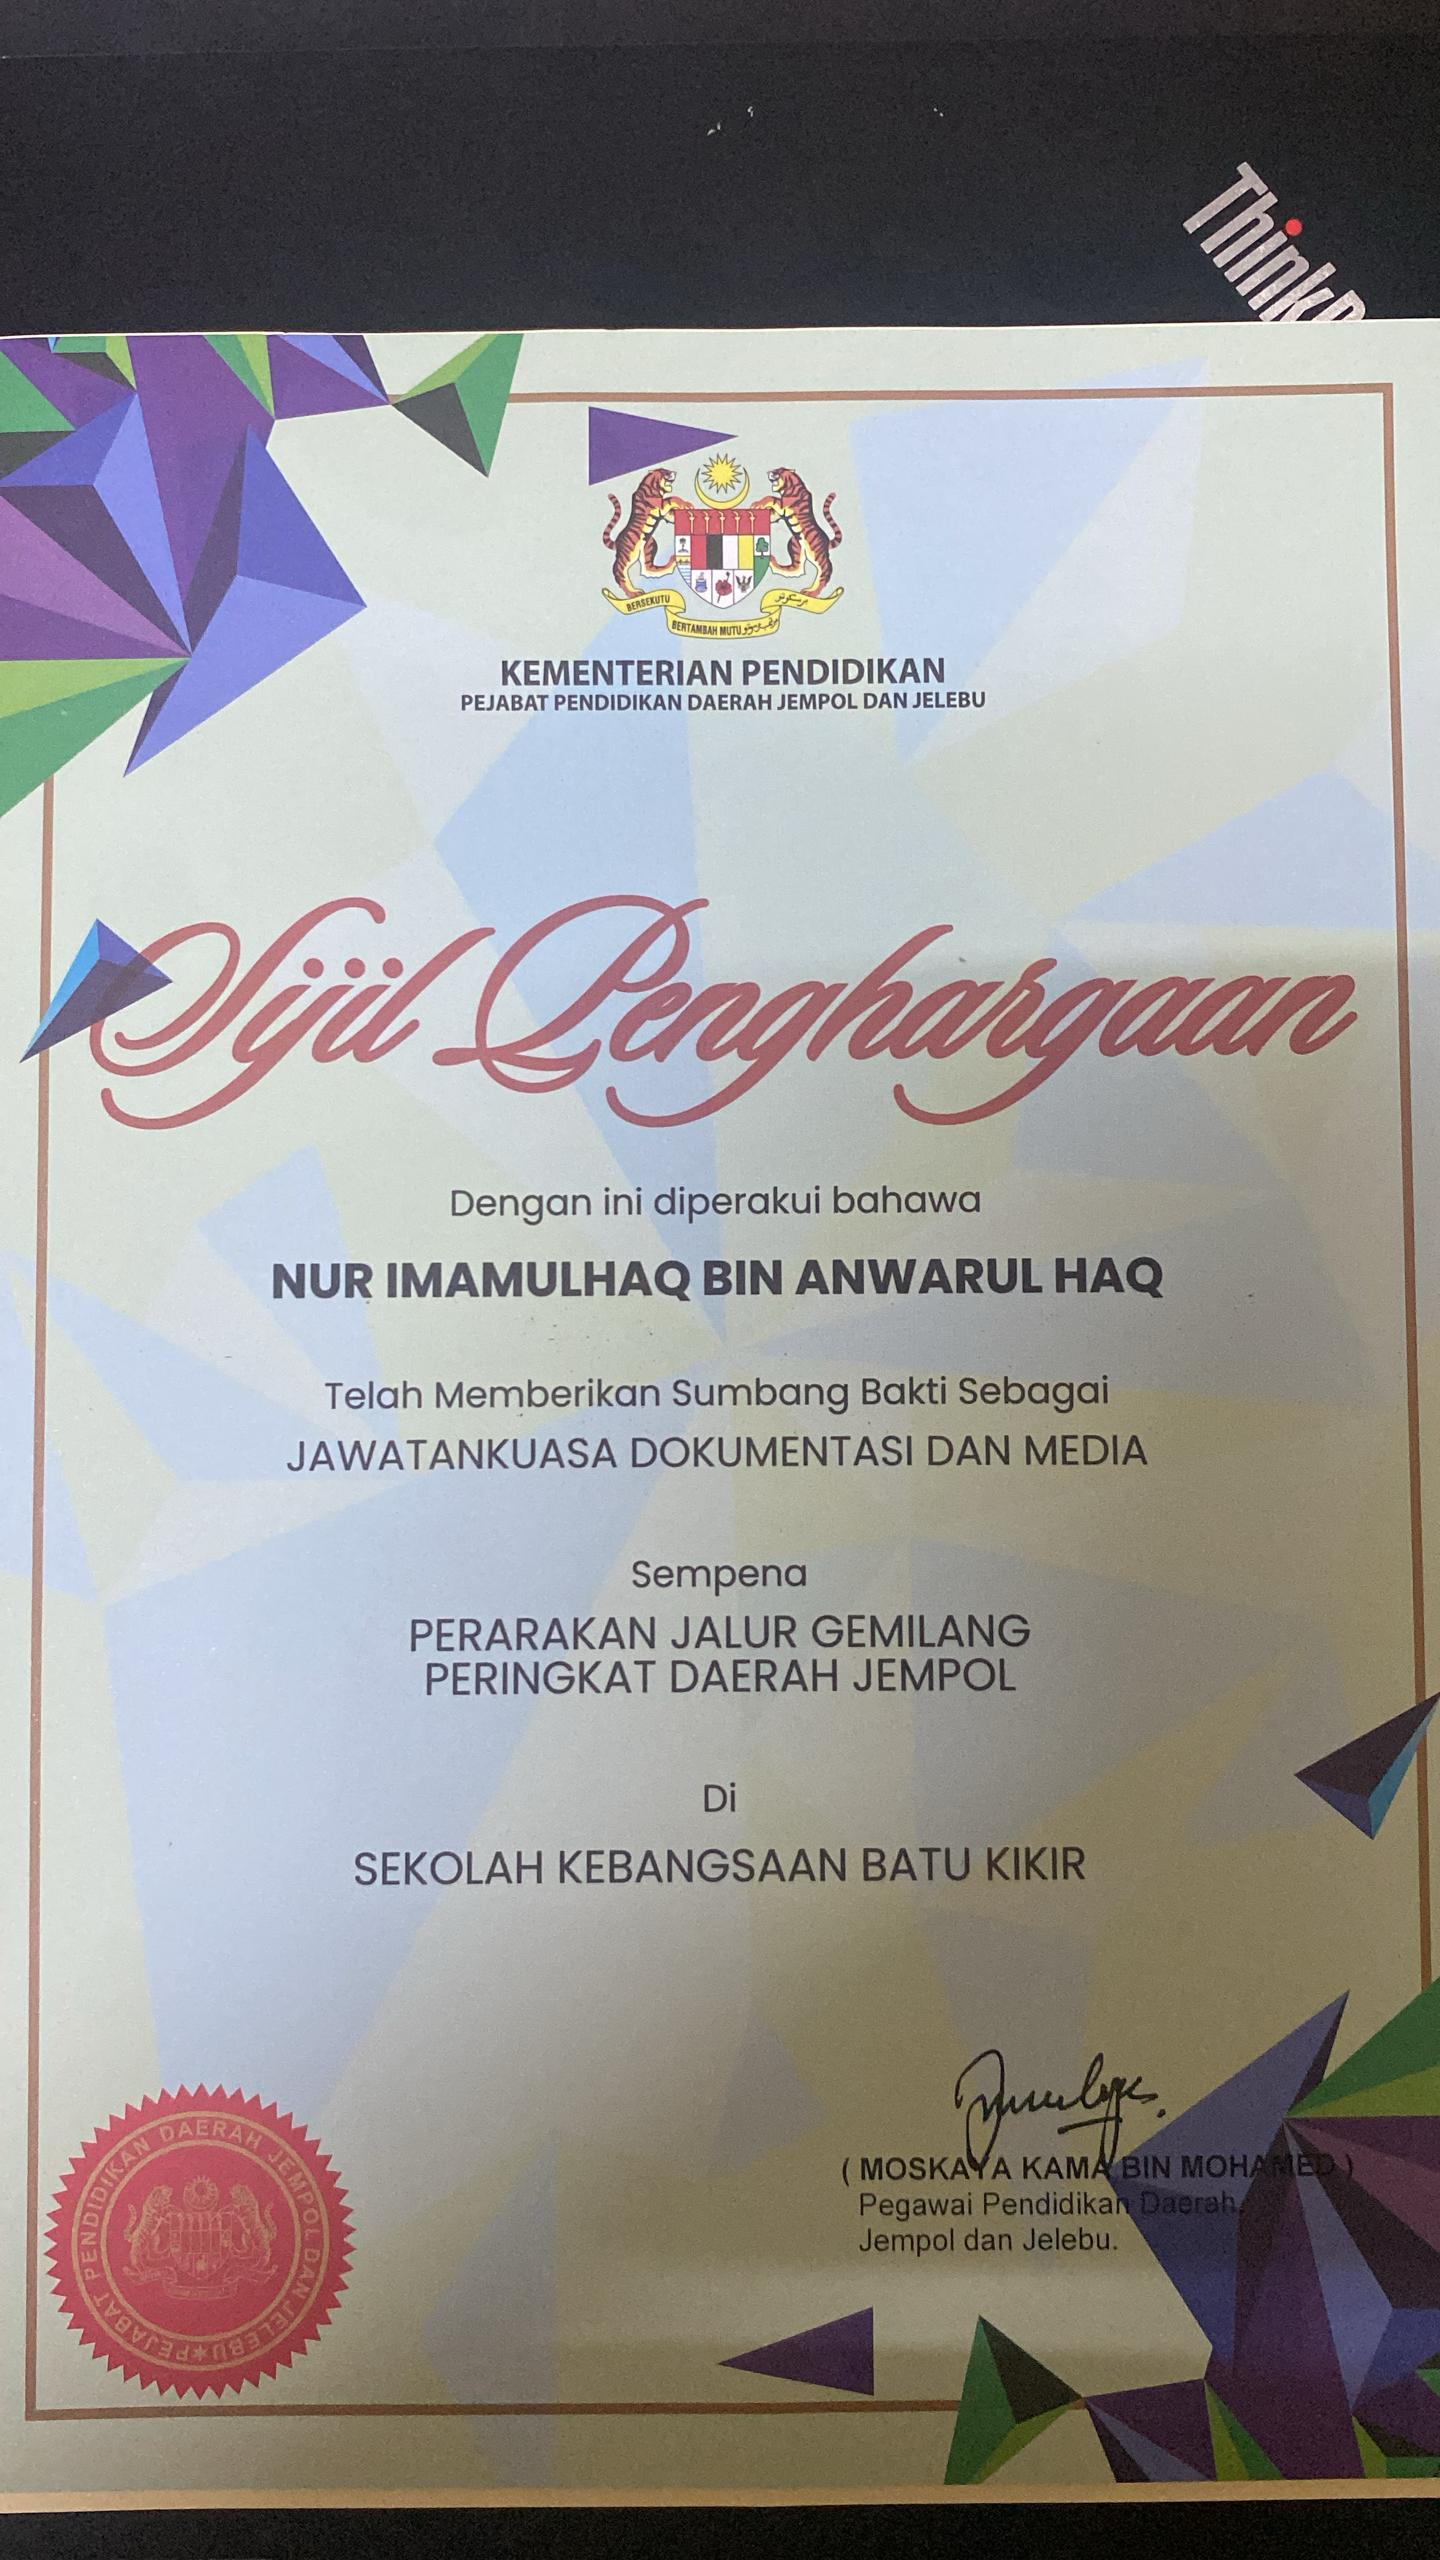 ThinkP
BERSEKUTU
BERTAMBAH MUTU
KEMENTERIAN PENDIDIKAN
PEJABAT PENDIDIKAN DAERAH JEMPOL DAN JELEBU
Sijil Penghargaan
Dengan ini diperakui bahawa
NUR IMAMULHAQ BIN ANWARUL HAQ
Telah Memberikan Sumbang Bakti Sebagai
JAWATANKUASA DOKUMENTASI DAN MEDIA
Sempena
PERARAKAN JALUR GEMILANG
PERINGKAT DAERAH JEMPOL
Di
SEKOLAH KEBANGSAAN BATU KIKIR
( MOSKAYA KAMA BIN MOHAMED )
Pegawai Pendidikan Daerah.
Jempol dan Jelebu.
PEJABAT PENDIDIKAN DAERAH JEMPOL DAN JELEBU